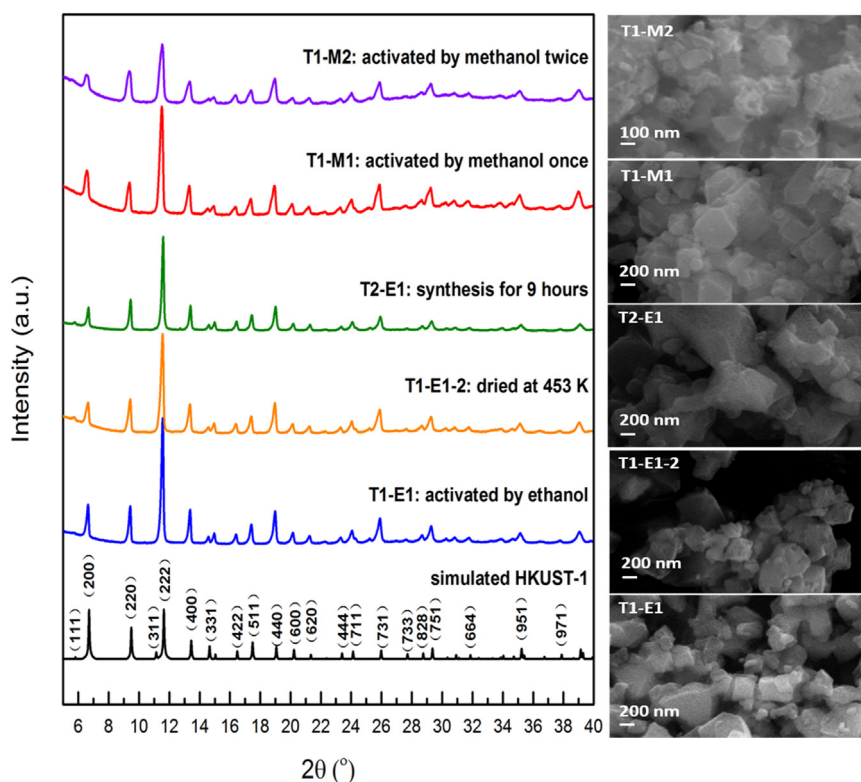 T1-M2: activated by methanol twice
T1-M1: activated by methanol once
T2-E1: synthesis for 9 hours
T1-E1-2: dried at 453 K
T1-E1: activated by ethanol
simulated HKUST-1
(111)
(200)
(220)
(311)
(222)
(400)
(331)
(422)
(511)
(440)
(600)
(620)
(444)
(711)
(731)
(733)
(828)
(751)
(664)
(951)
(971)
Intensity (a.u.)
6 8 10 12 14 16 18 20 22 24 26 28 30 32 34 36 38 40
2θ (°)
T1-M2
100 nm
T1-M1
200 nm
T2-E1
200 nm
T1-E1-2
200 nm
T1-E1
200 nm